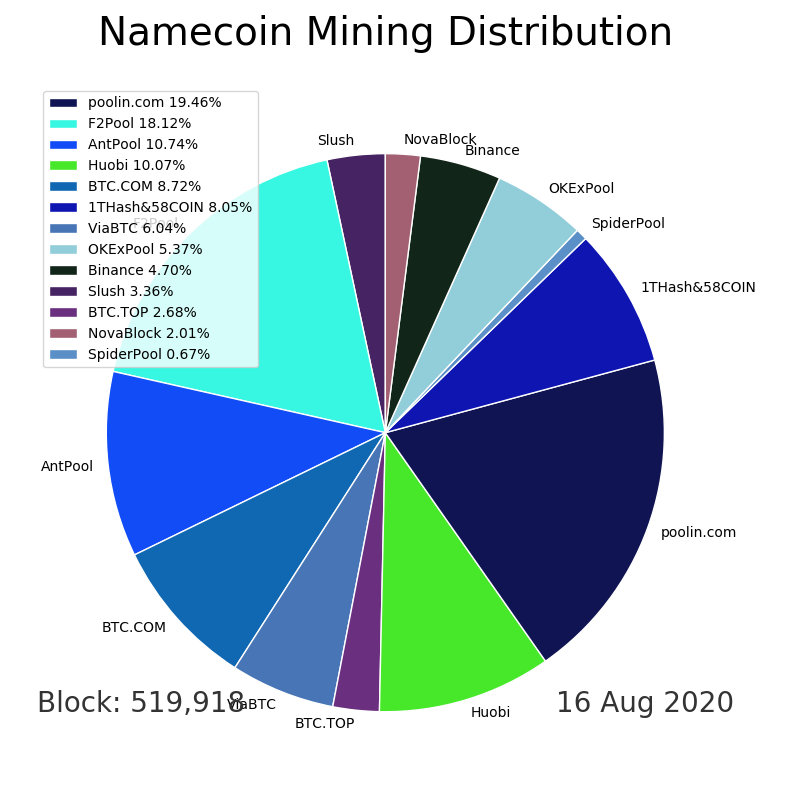 Namecoin Mining Distribution
poolin.com 19.46%
F2Pool 18.12%
AntPool 10.74%
Huobi 10.07%
BTC.COM 8.72%
1THash&58COIN 8.05%
ViaBTC 6.04%
OKExPool 5.37%
Binance 4.70%
Slush 3.36%
BTC.TOP 2.68%
NovaBlock 2.01%
SpiderPool 0.67%
Slush
NovaBlock
Binance
OKExPool
SpiderPool
1THash&58COIN
F2Pool
AntPool
poolin.com
BTC.COM
ViaBTC
BTC.TOP
Huobi
Block: 519,918
16 Aug 2020